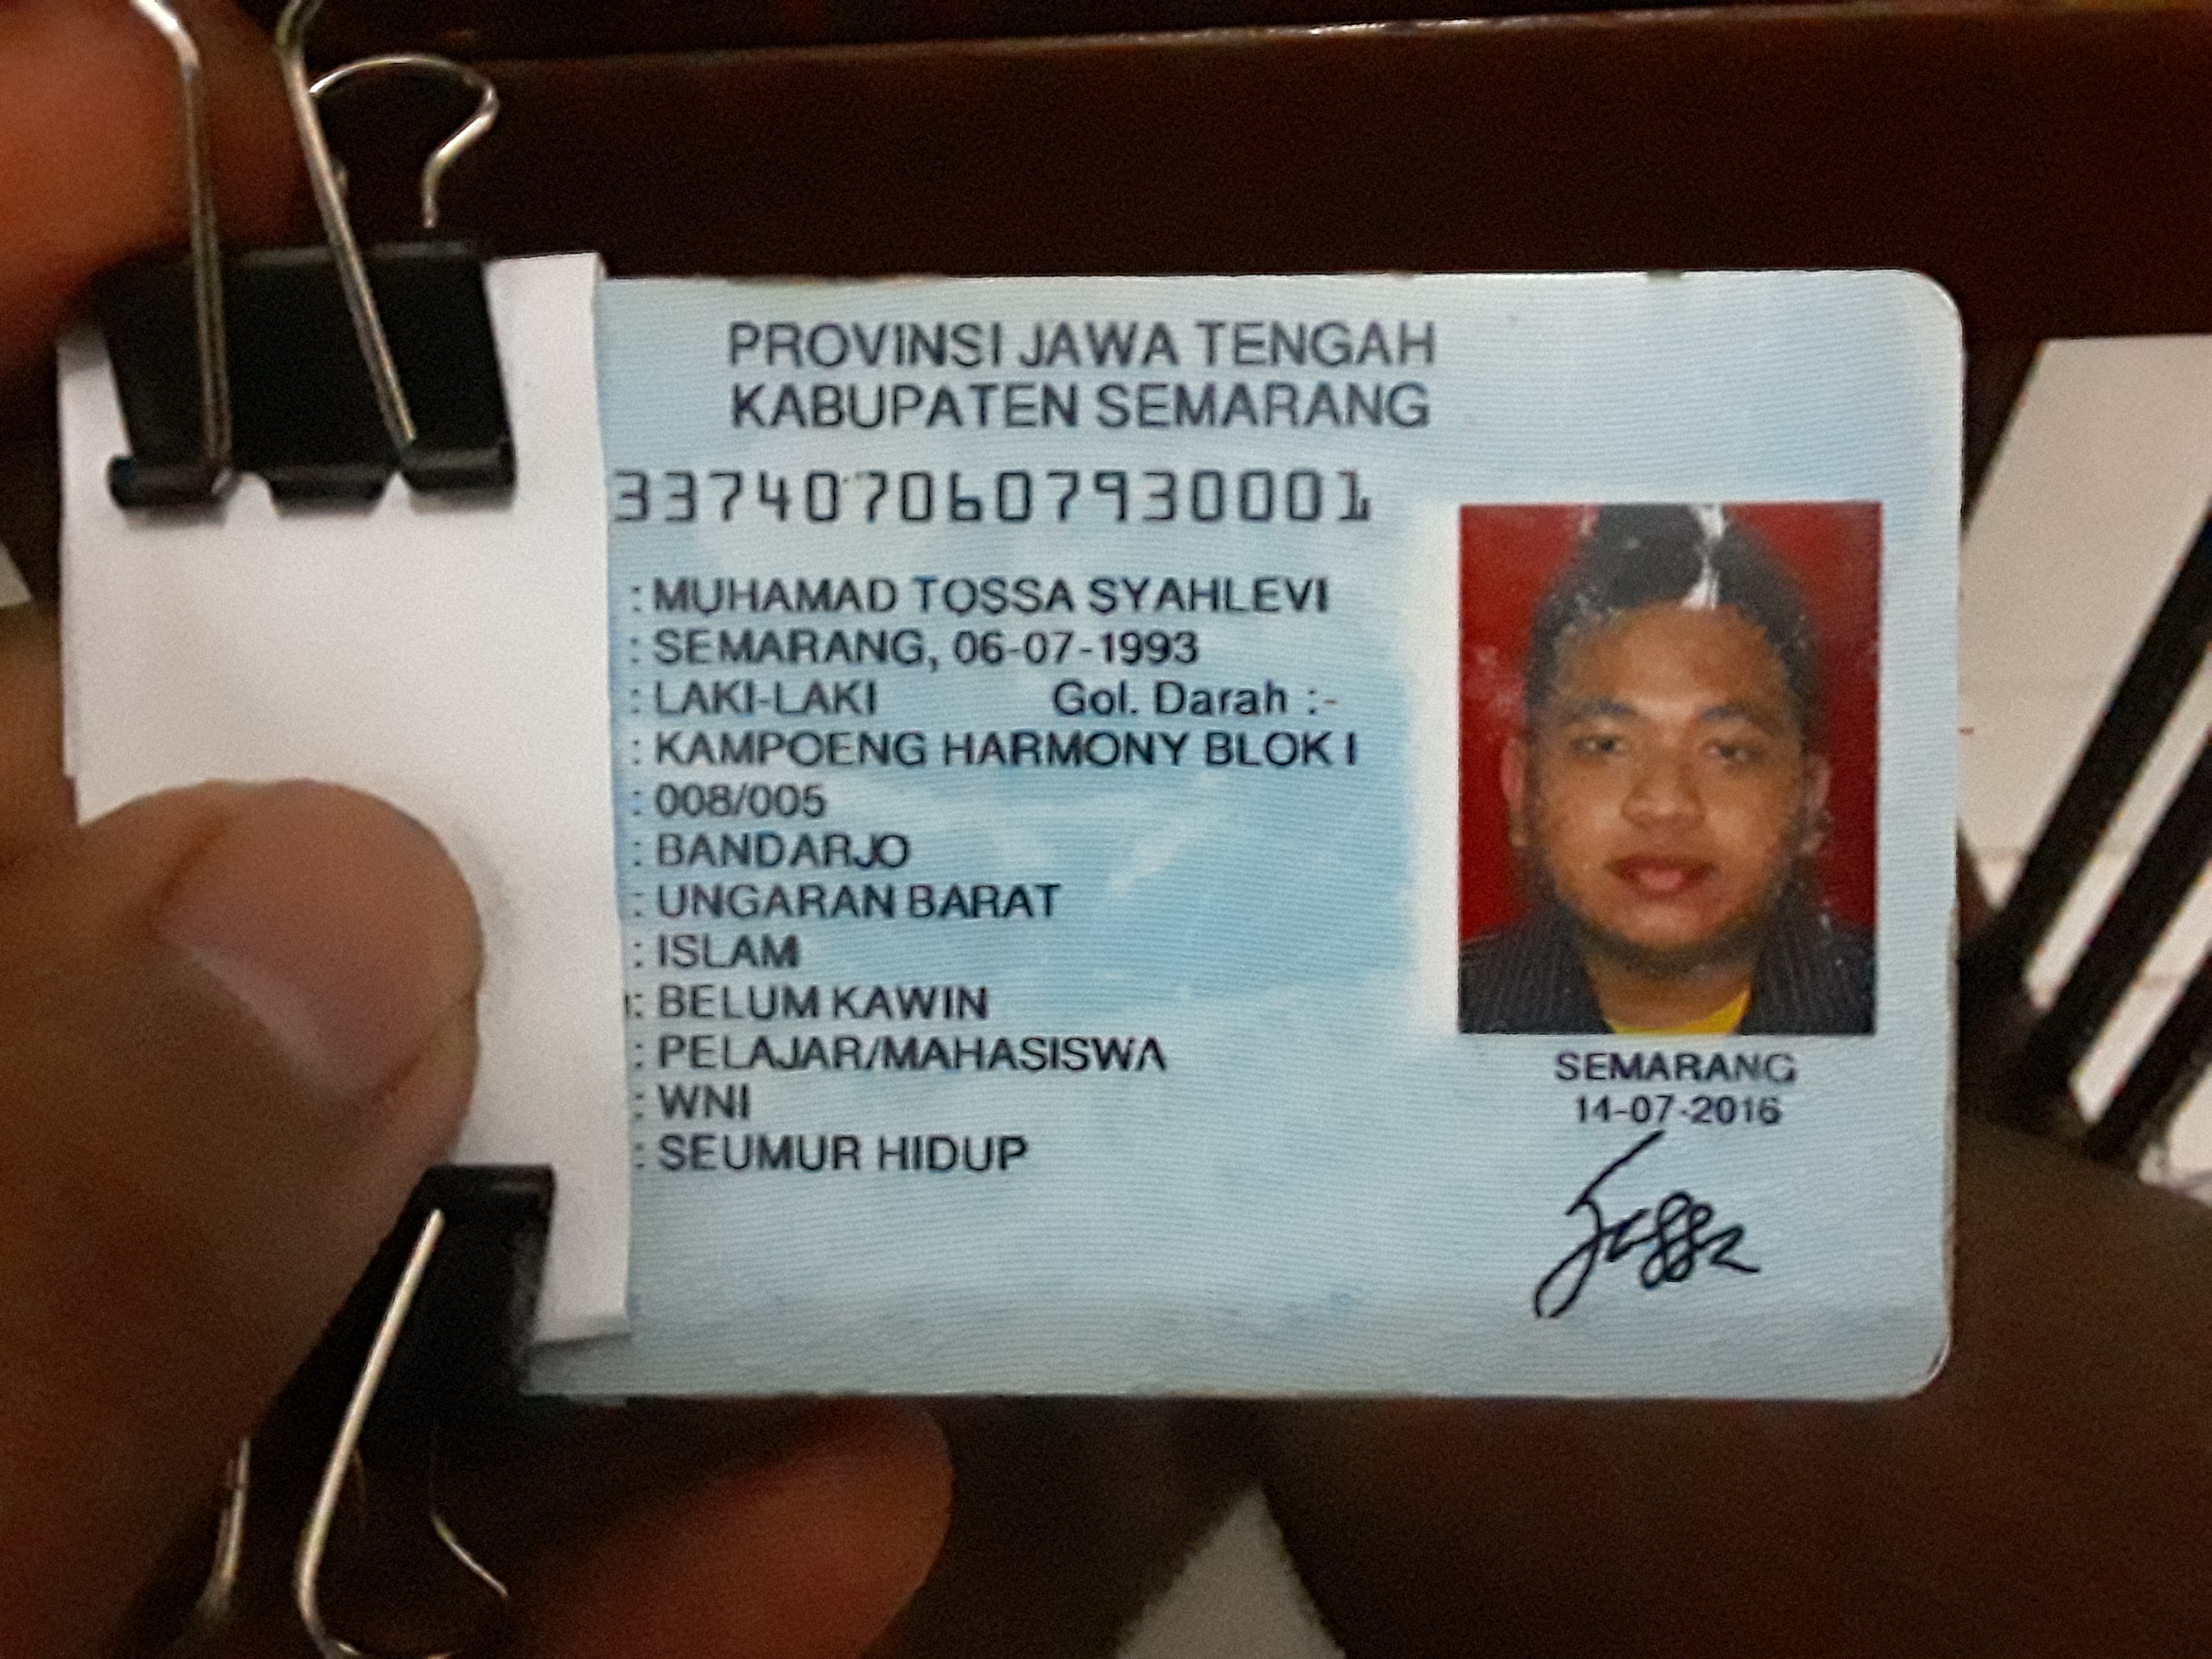 PROVINSI JAWA TENGAH
KABUPATEN SEMARANG
3374070607930001
: MUHAMAD TOSSA SYAHLEVI
: SEMARANG, 06-07-1993
: LAKI-LAKI Gol. Darah :-
: KAMPOENG HARMONY BLOK I
: 008/005
: BANDARJO
: UNGARAN BARAT
: ISLAM
: BELUM KAWIN
: PELAJAR/MAHASISWA
: WNI
: SEUMUR HIDUP
SEMARANG
14-07-2016